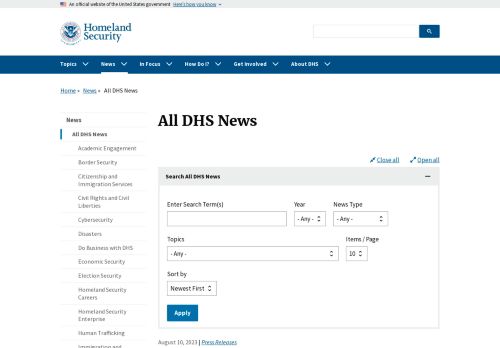 An official website of the United States government Here's how you know
Homeland
Security
Topics News In Focus How Do I? Get Involved About DHS
Home » News » All DHS News
News
All DHS News
Academic Engagement
Border Security
Citizenship and
Immigration Services
Civil Rights and Civil
Liberties
Cybersecurity
Disasters
Do Business with DHS
Economic Security
Election Security
Homeland Security
Careers
Homeland Security
Enterprise
Human Trafficking
Immigration and
All DHS News
Close all Open all
Search All DHS News
Enter Search Term(s) Year News Type
- Any - - Any -
Topics Items / Page
- Any - 10
Sort by
Newest First
Apply
August 10, 2023 | Press Releases